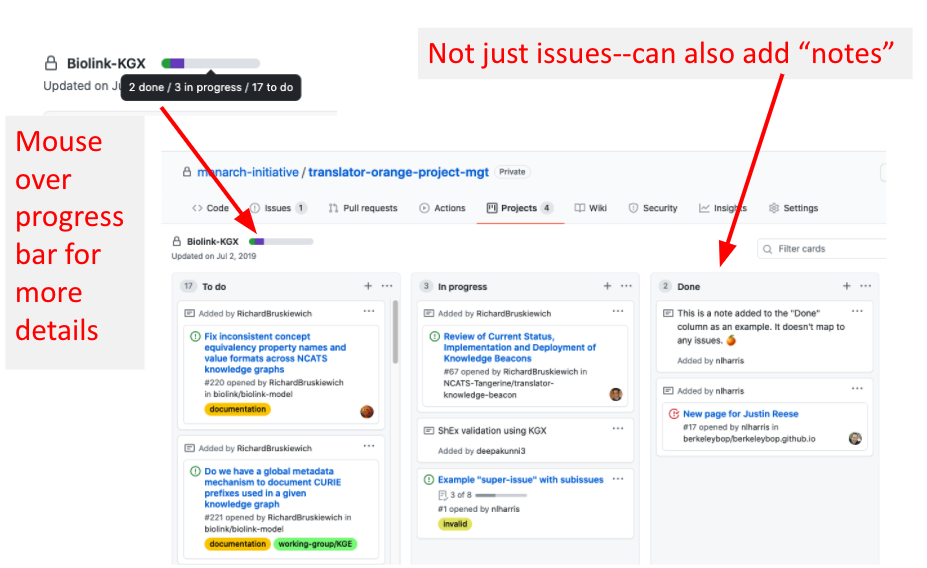 Biolink-KGX
Updated on Ju
2 done / 3 in progress / 17 to do
Not just issues--can also add “notes”
Mouse
over
progress
bar for
more
details
monarch-initiative / translator-orange-project-mgt Private
Code Issues 1 Pull requests Actions Projects 4 Wiki Security Insights Settings
Biolink-KGX
Updated on Jul 2, 2019
Filter cards
17 To do
Added by RichardBruskiewich
Fix inconsistent concept
equivalency property names and
value formats across NCATS
knowledge graphs
#220 opened by RichardBruskiewich
in biolink/biolink-model
documentation
Added by RichardBruskiewich
Do we have a global metadata
mechanism to document CURIE
prefixes used in a given
knowledge graph
#221 opened by RichardBruskiewich in
biolink/biolink-model
documentation working-group/KGE
3 In progress
Added by RichardBruskiewich
Review of Current Status,
Implementation and Deployment of
Knowledge Beacons
#67 opened by RichardBruskiewich in
NCATS-Tangerine/translator-
knowledge-beacon
ShEx validation using KGX
Added by deepakunni3
Example "super-issue" with subissues
3 of 8
#1 opened by nlharris
invalid
2 Done
This is a note added to the "Done"
column as an example. It doesn't map to
any issues. 🍊
Added by nlharris
Added by nlharris
New page for Justin Reese
#17 opened by nlharris in
berkeleybop/berkeleybop.github.io